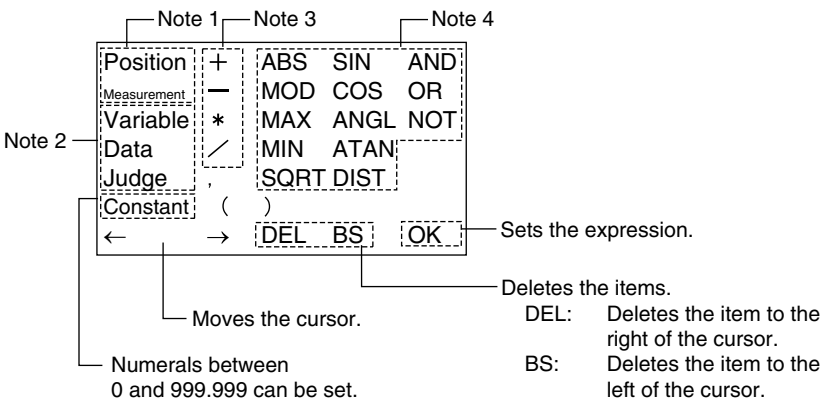 Note 1 Note 3 Note 4
Position + ABS SIN AND
Measurement − MOD COS OR
Note 2 Variable * MAX ANGL NOT
Data / MIN ATAN
Judge , SQRT DIST
Constant ( )
← → DEL BS OK Sets the expression.
Deletes the items.
Moves the cursor. DEL: Deletes the item to the
right of the cursor.
Numerals between BS: Deletes the item to the
0 and 999.999 can be set. left of the cursor.